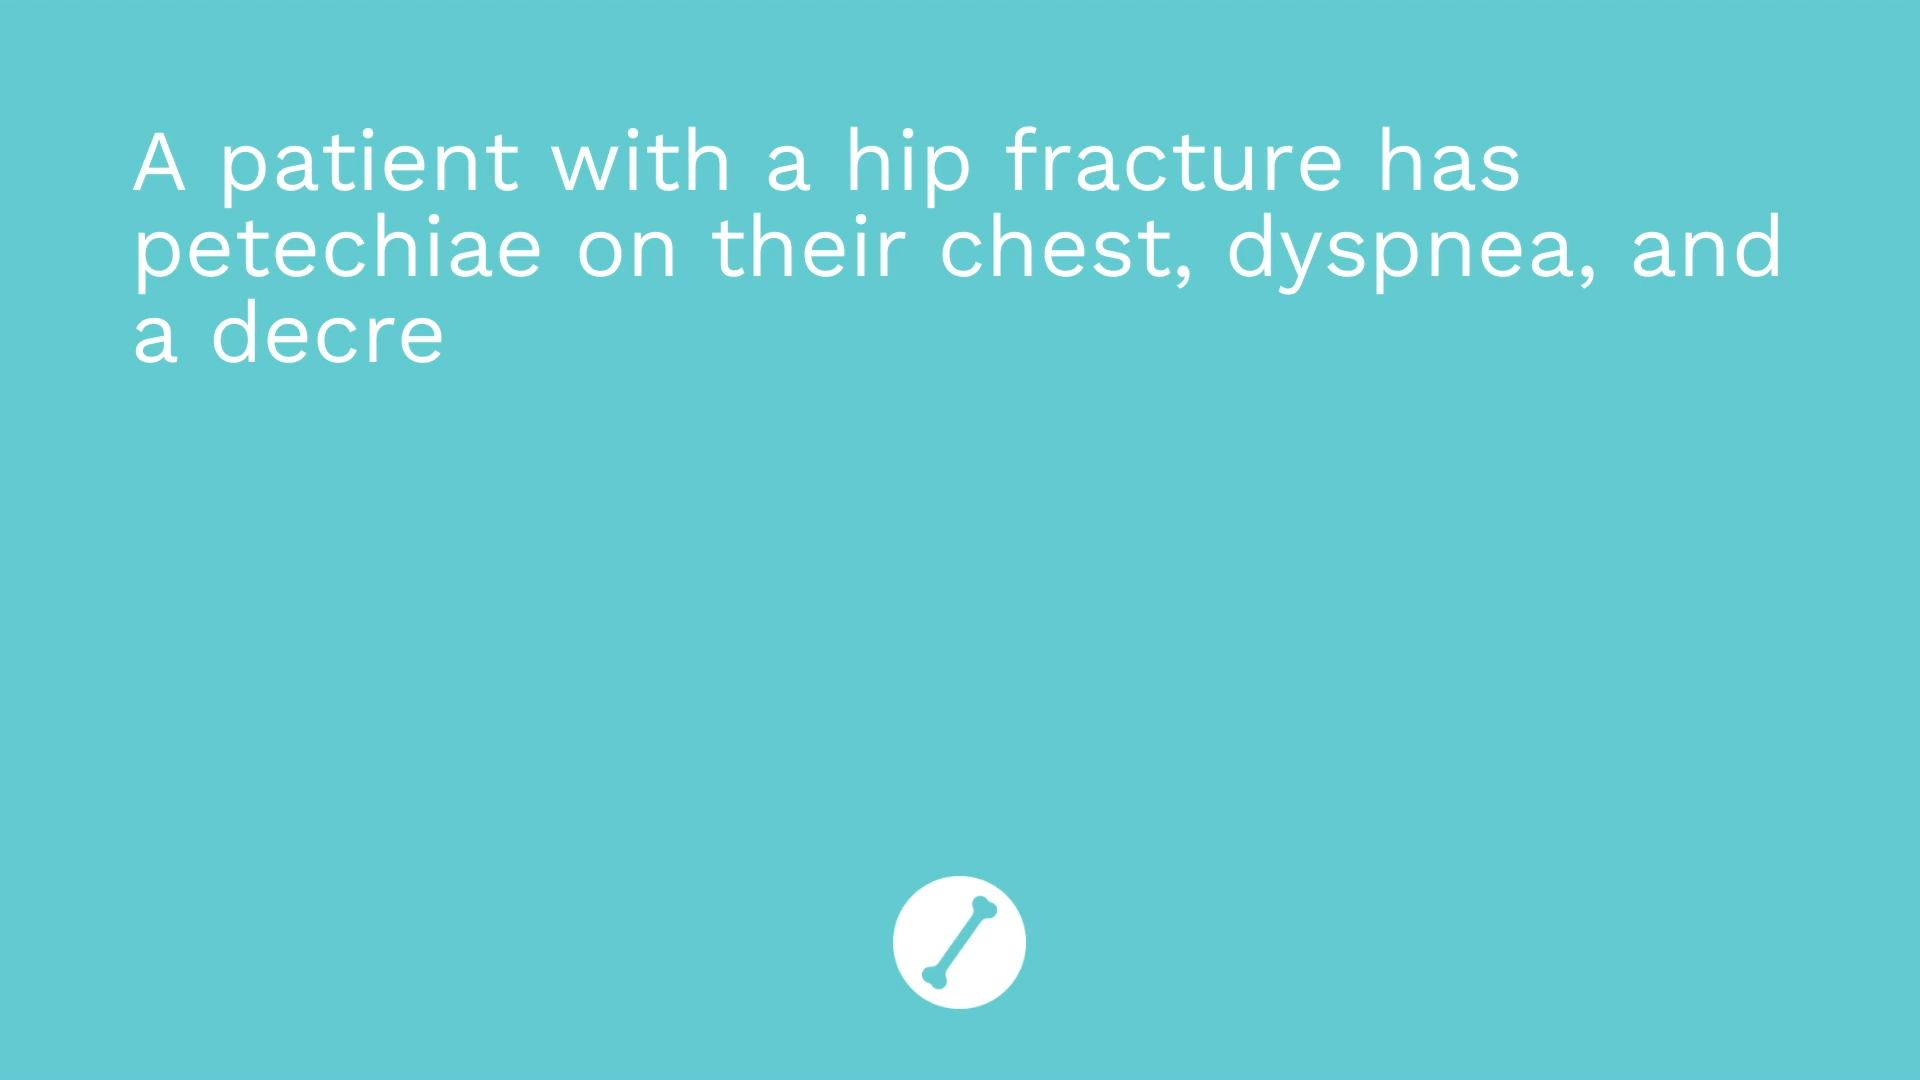 A patient with a hip fracture has
petechiae on their chest, dyspnea, and
a decre